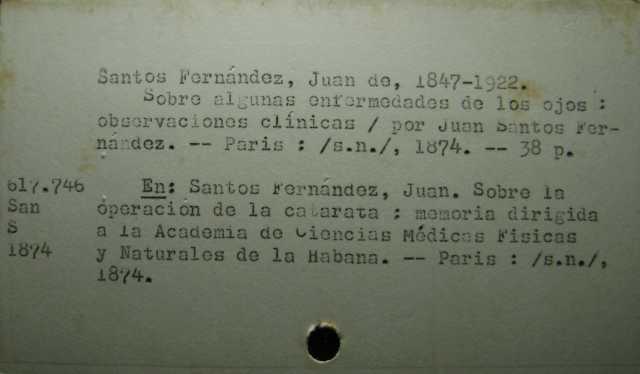 Santos Fernández, Juan de, 1847-1922.
Sobre algunas enfermedades de los ojos :
observaciones clínicas / por Juan Santos Fer-
nández. -- Paris : /s.n./, 1874. -- 38 p.
617.746
San
S
1874
En: Santos Fernández, Juan. Sobre la
operación de la catarata : memoria dirigida
a la Academia de Ciencias Médicas Fisicas
y Naturales de la Habana. -- Paris : /s.n./,
1874.